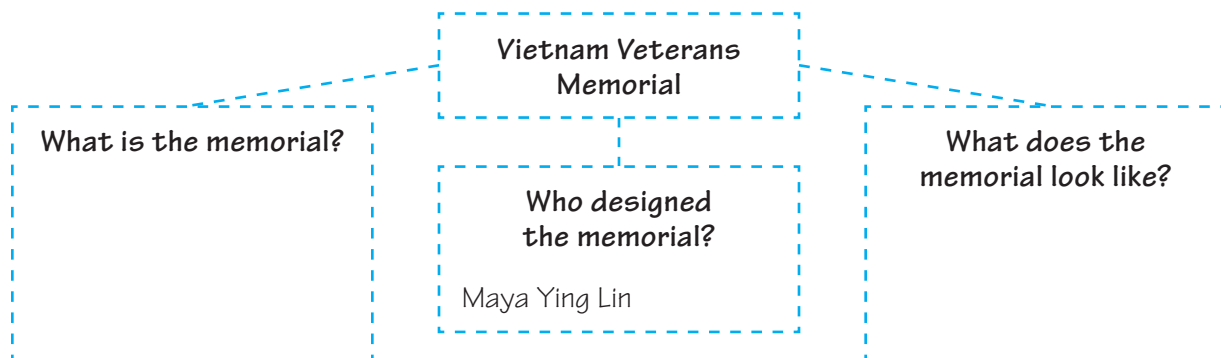 Vietnam Veterans
Memorial
What is the memorial?
Who designed
the memorial?
Maya Ying Lin
What does the
memorial look like?